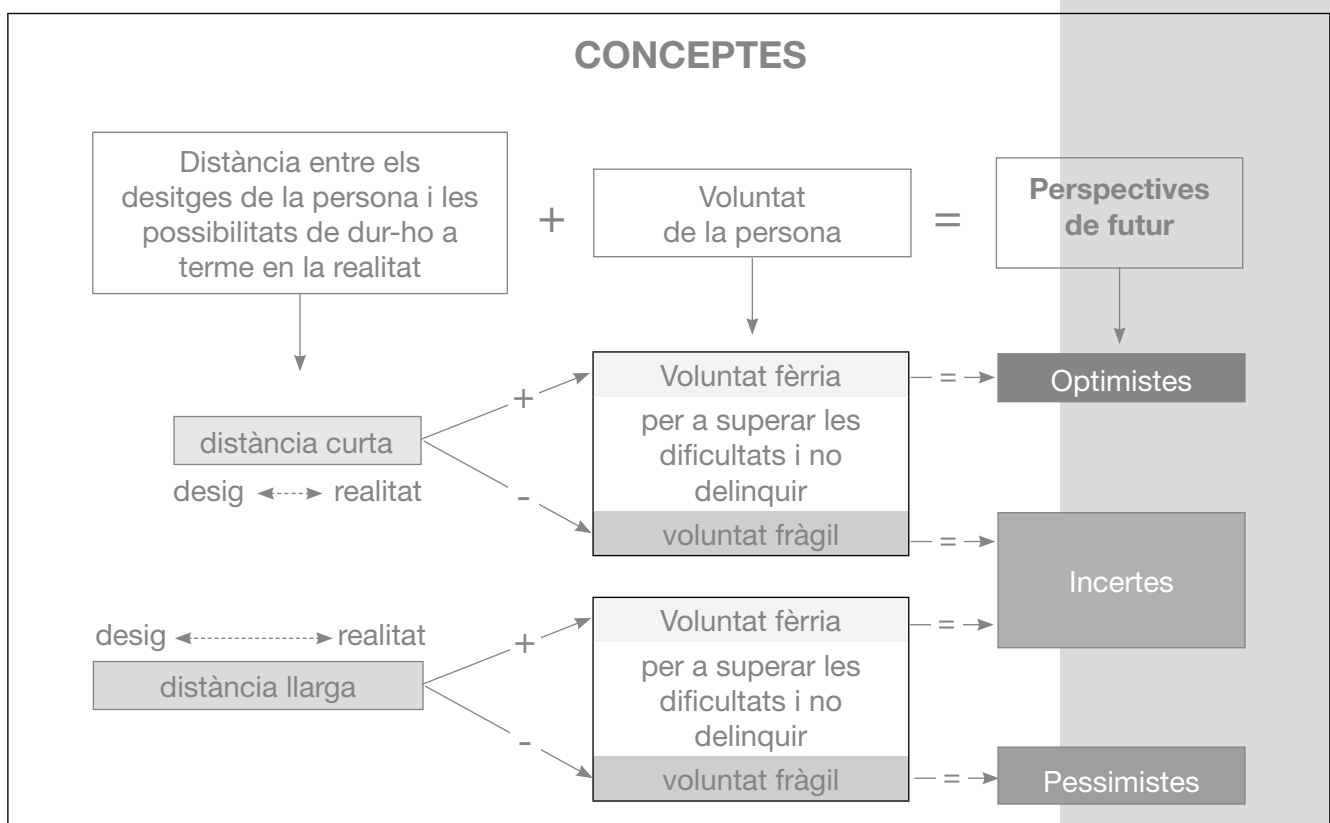 CONCEPTES
Distància entre els
desitges de la persona i les
possibilitats de dur-ho a
terme en la realitat
+
Voluntat
de la persona
=
Perspectives
de futur
distància curta
desig
realitat
+
-
Voluntat fèrria
per a superar les
dificultats i no
delinquir
voluntat fràgil
=
=
Optimistes
Incertes
desig
realitat
distància llarga
+
-
Voluntat fèrria
per a superar les
dificultats i no
delinquir
voluntat fràgil
=
=
Pessimistes